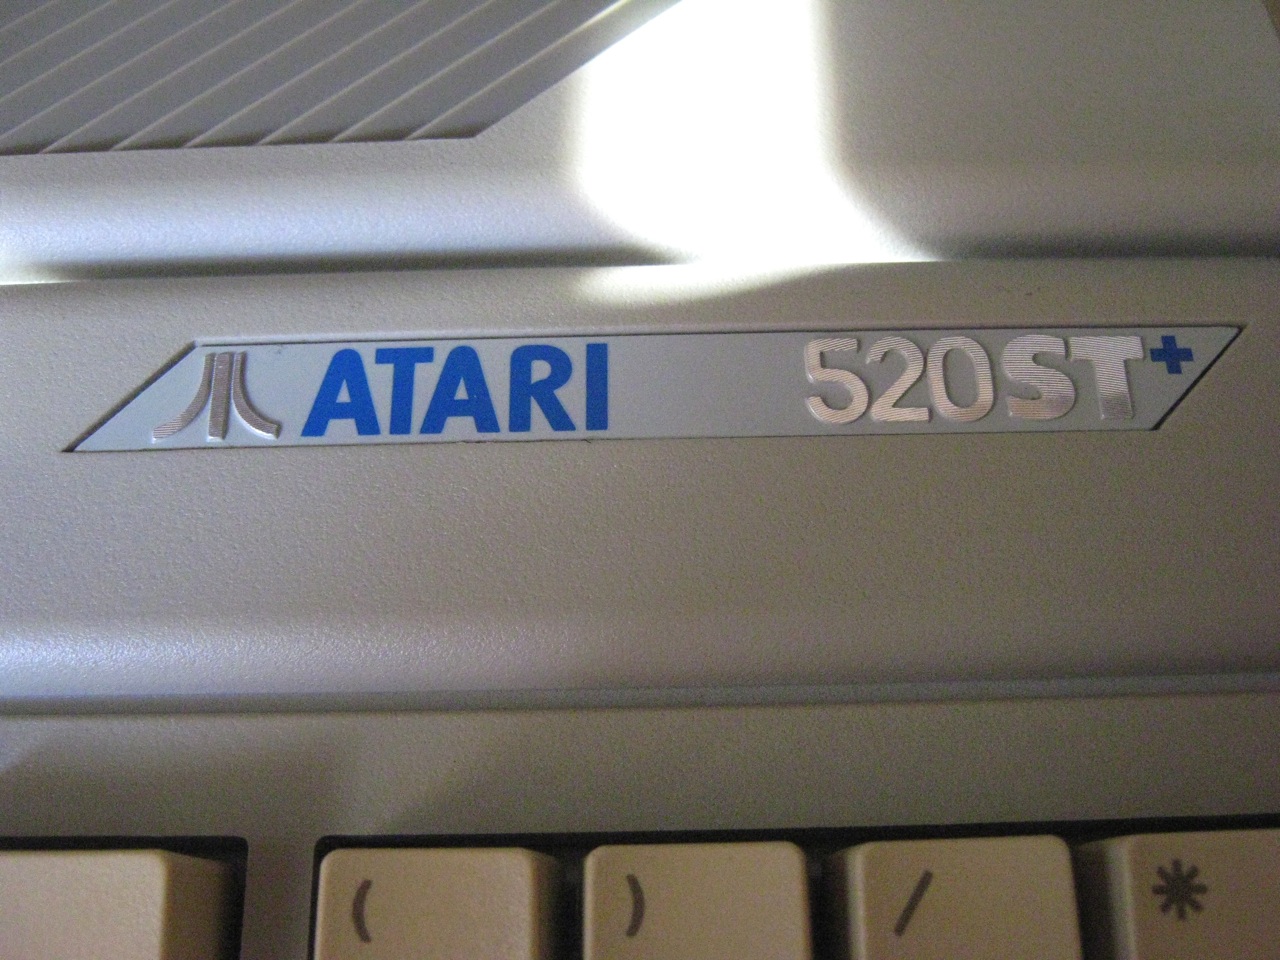 ATARI 520ST+
( ) / *